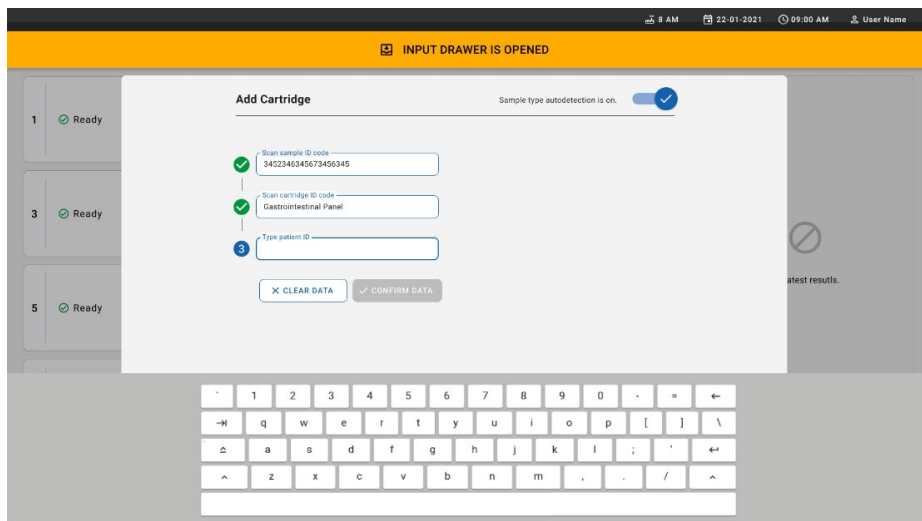 8 AM 22-01-2021 09:00 AM User Name
INPUT DRAWER IS OPENED
Add Cartridge
Sample type autodetection is on.
1 Ready
Scan sample ID code
3452346345673456345
Scan cartridge ID code
Gastrointestinal Panel
3 Ready
Type patient ID
3
CLEAR DATA
CONFIRM DATA
atest resutls.
5 Ready
` 1 2 3 4 5 6 7 8 9 0 - =
q w e r t y u i o p [ ] \
a s d f g h j k l ; '
z x c v b n m , . /